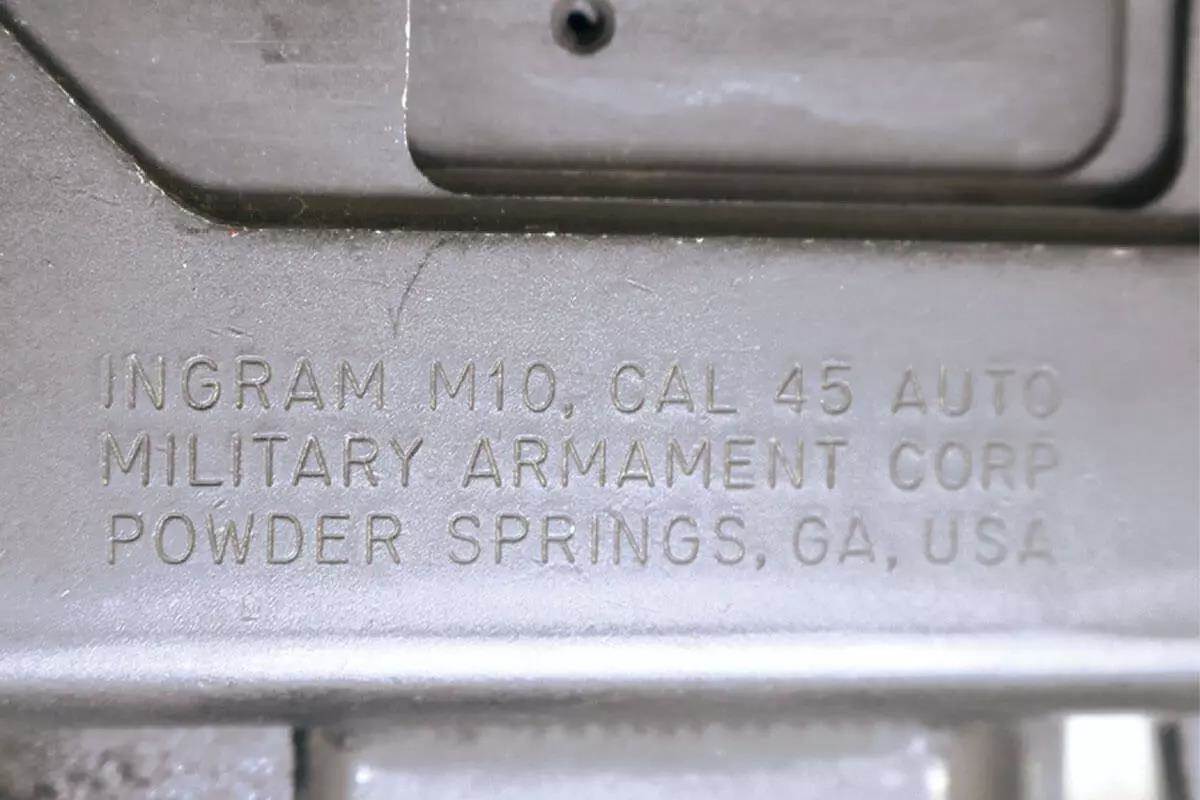 INGRAM M10, CAL 45 AUTO
MILITARY ARMAMENT CORP
POWDER SPRINGS, GA, USA